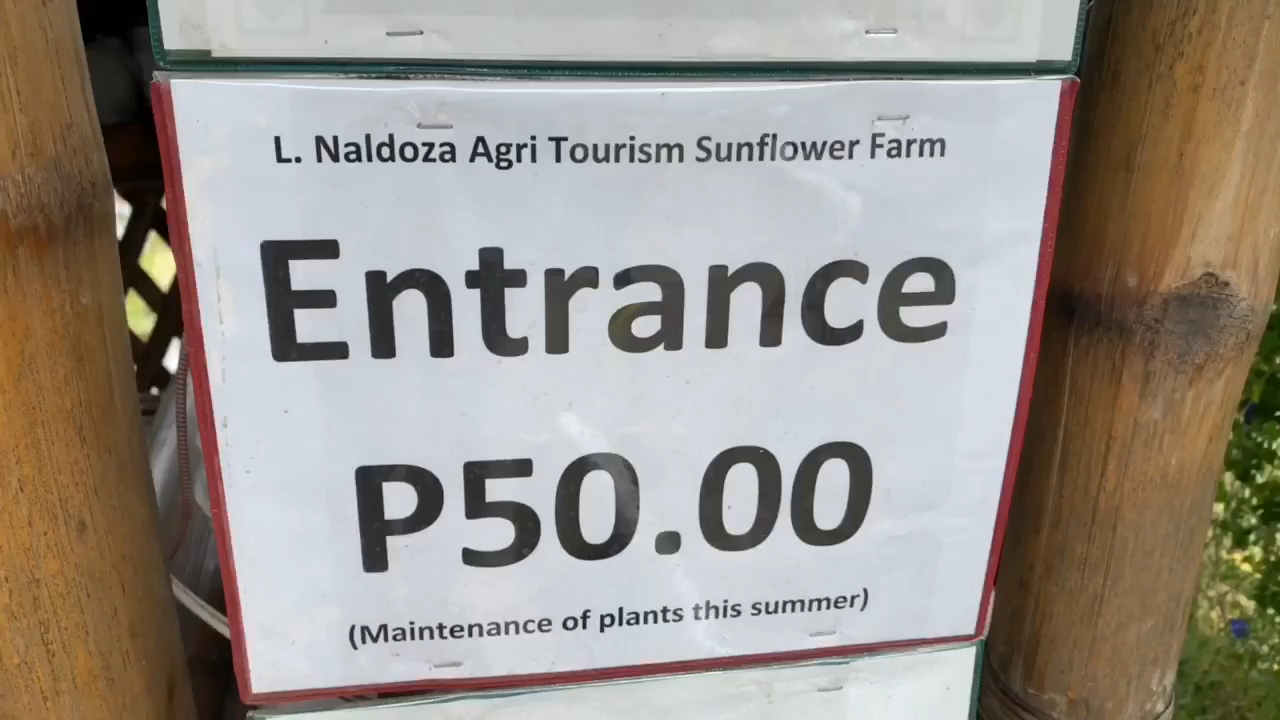 L. Naldoza Agri Tourism Sunflower Farm
Entrance
P50.00
(Maintenance of plants this summer)